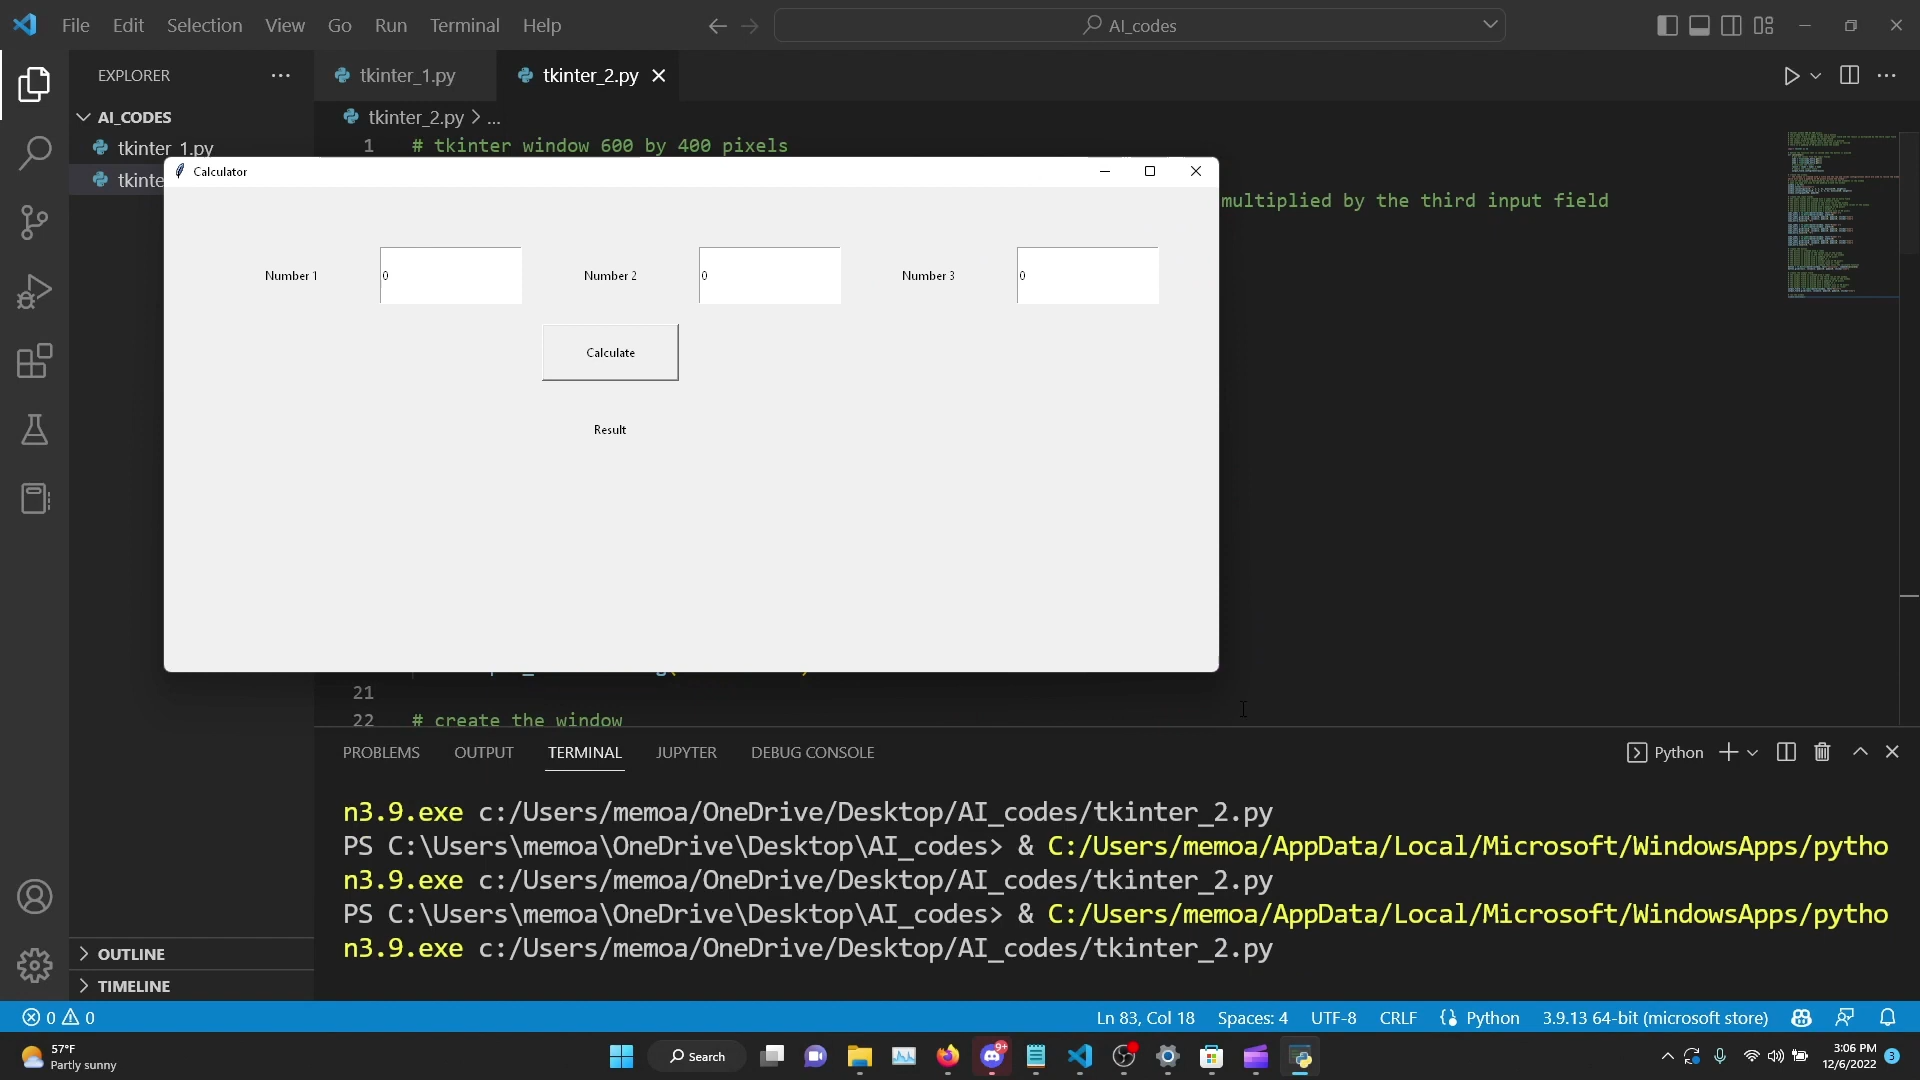 File Edit Selection View Go Run Terminal Help
AI_codes
EXPLORER
tkinter_1.py
tkinter_2.py
AI_CODES
tkinter_2.py > ...
tkinter_1.py
1 # tkinter window 600 by 400 pixels
tkinte
Calculator
multiplied by the third input field
Number 1
0
Number 2
0
Number 3
0
Calculate
Result
21
22 # create the window
PROBLEMS OUTPUT TERMINAL JUPYTER DEBUG CONSOLE
Python
n3.9.exe c:/Users/memoa/OneDrive/Desktop/AI_codes/tkinter_2.py
PS C:\Users\memoa\OneDrive\Desktop\AI_codes> & C:/Users/memoa/AppData/Local/Microsoft/WindowsApps/pytho
n3.9.exe c:/Users/memoa/OneDrive/Desktop/AI_codes/tkinter_2.py
PS C:\Users\memoa\OneDrive\Desktop\AI_codes> & C:/Users/memoa/AppData/Local/Microsoft/WindowsApps/pytho
n3.9.exe c:/Users/memoa/OneDrive/Desktop/AI_codes/tkinter_2.py
OUTLINE
TIMELINE
0 0
Ln 83, Col 18 Spaces: 4 UTF-8 CRLF Python 3.9.13 64-bit (microsoft store)
57°F
Partly sunny
Search
9+
3:06 PM
12/6/2022
3